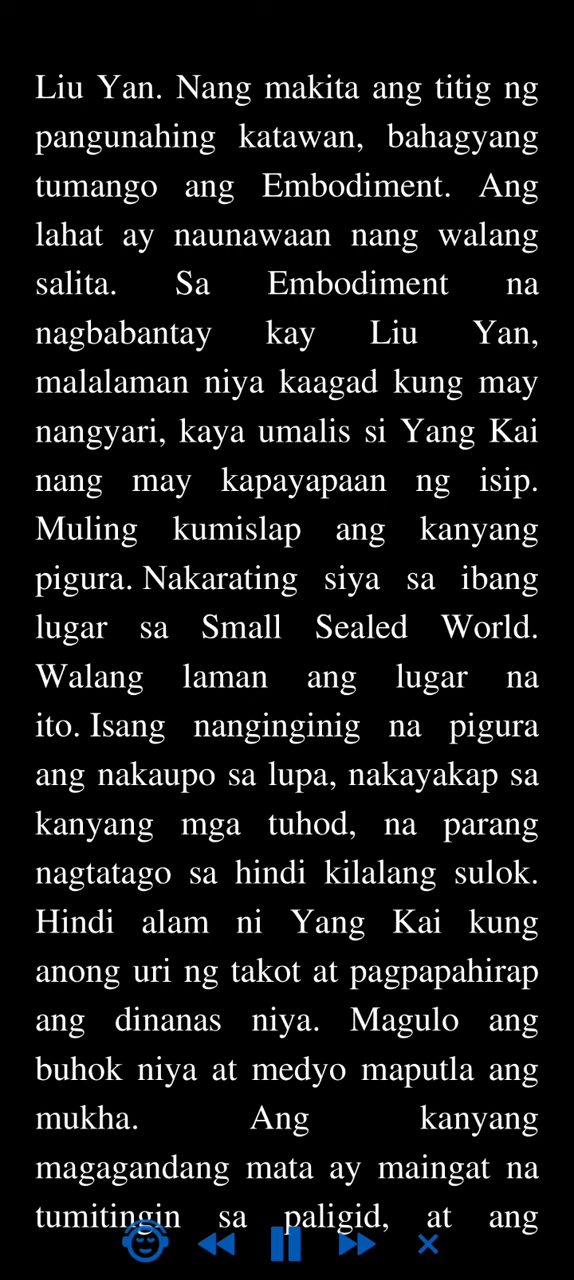 Liu Yan. Nang makita ang titig ng
pangunahing katawan, bahagyang
tumango ang Embodiment. Ang
lahat ay naunawaan nang walang
salita. Sa Embodiment na
nagbabantay kay Liu Yan,
malalaman niya kaagad kung may
nangyari, kaya umalis si Yang Kai
nang may kapayapaan ng isip.
Muling kumislap ang kanyang
pigura. Nakarating siya sa ibang
lugar sa Small Sealed World.
Walang laman ang lugar na
ito. Isang nanginginig na pigura
ang nakaupo sa lupa, nakayakap sa
kanyang mga tuhod, na parang
nagtatago sa hindi kilalang sulok.
Hindi alam ni Yang Kai kung
anong uri ng takot at pagpapahirap
ang dinanas niya. Magulo ang
buhok niya at medyo maputla ang
mukha. Ang kanyang
magagandang mata ay maingat na
tumitingin sa paligid, at ang